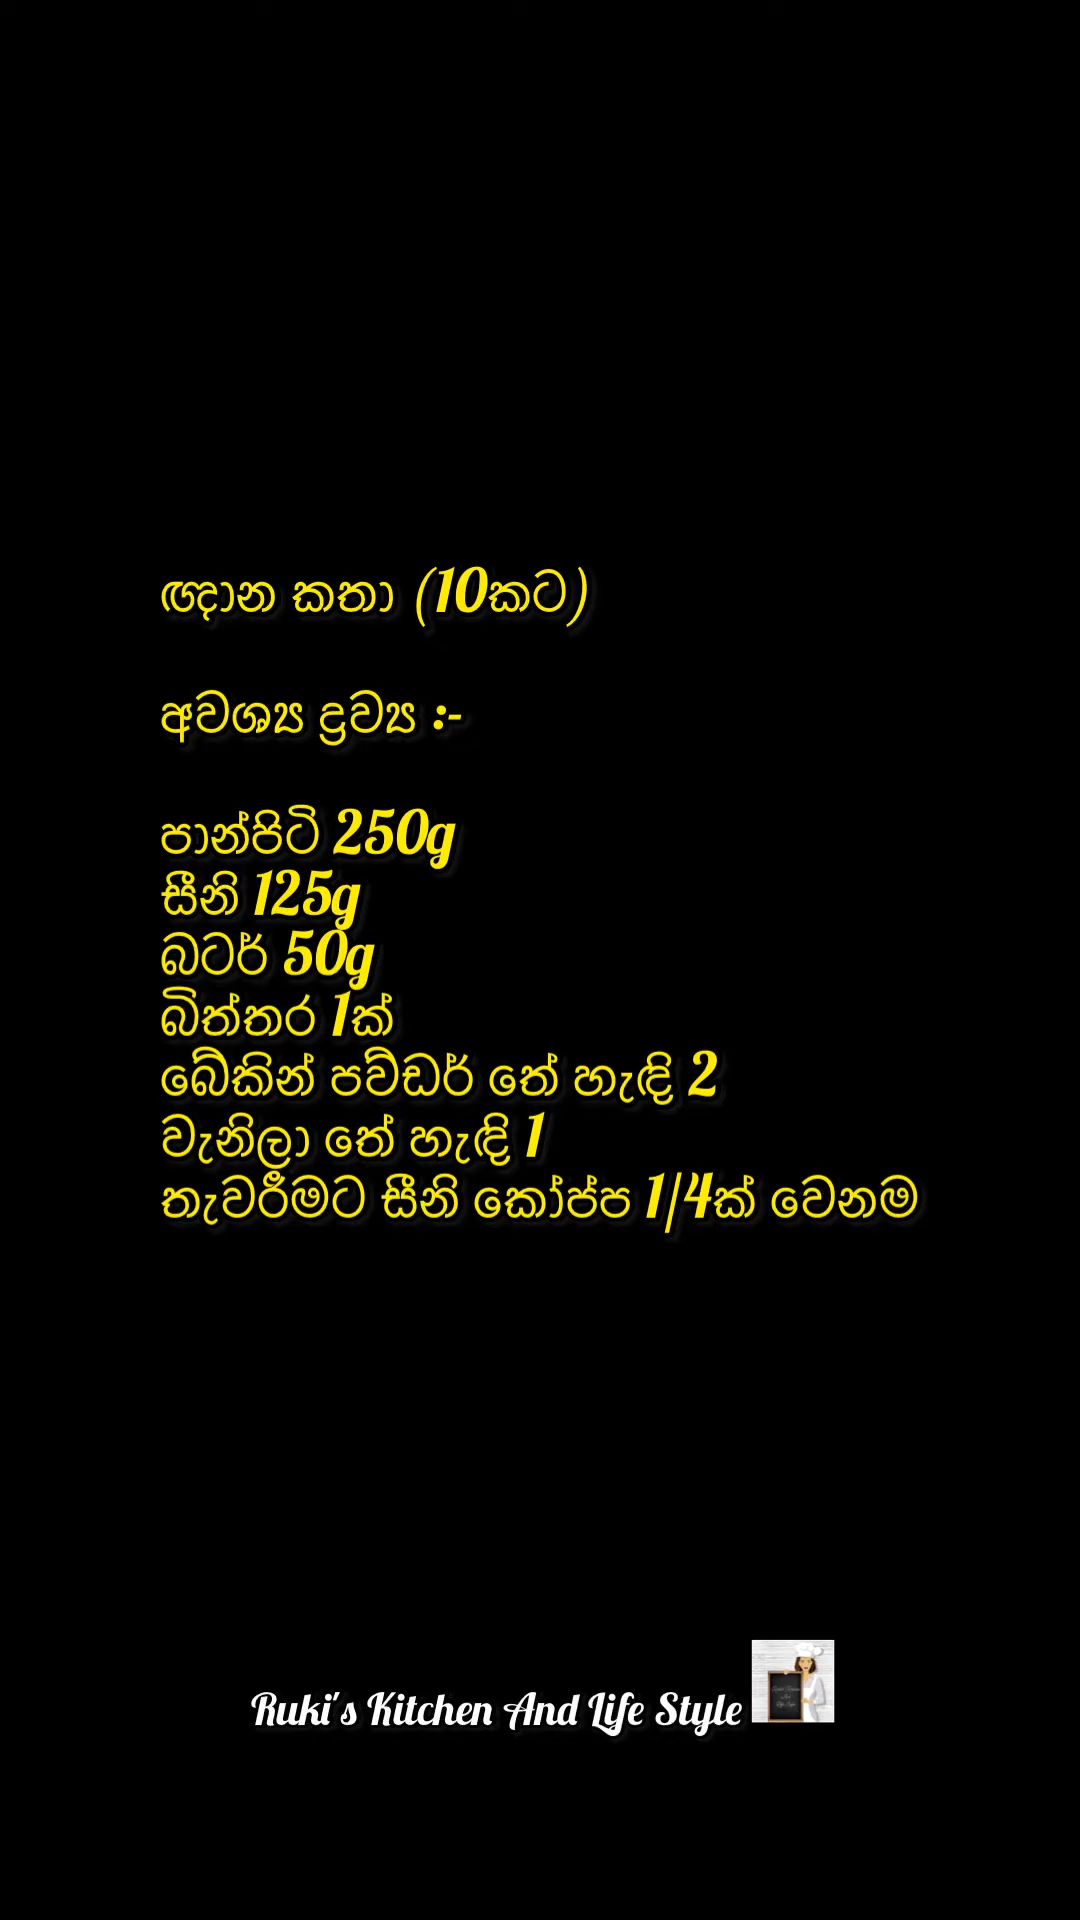 ඥාන කතා (10කට)
අවශ්‍ය ද්‍රව්‍ය :-
පාන්පිටි 250g
සීනි 125g
බටර් 50g
බිත්තර 1ක්
බේකින් පව්ඩර් තේ හැඳි 2
වැනිලා තේ හැඳි 1
තැවරීමට සීනි කෝප්ප 1/4ක් වෙනම
Ruki's Kitchen And Life Style